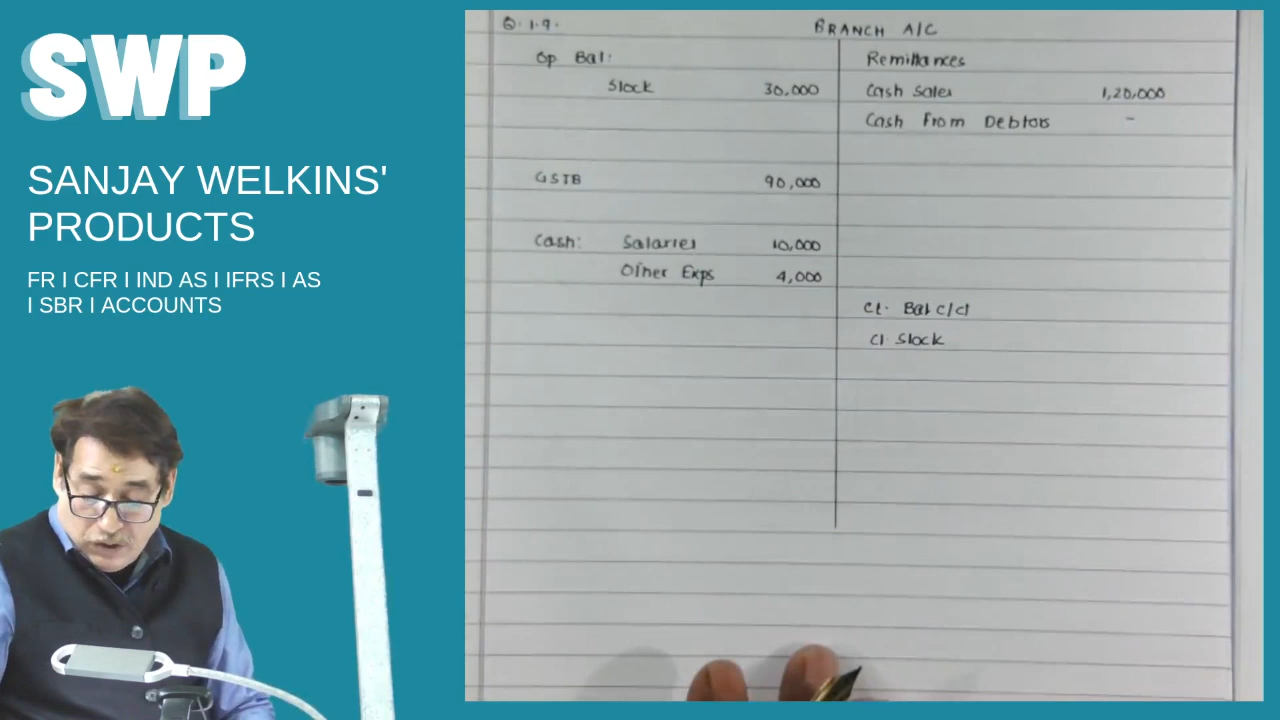 SWP
SANJAY WELKINS'
PRODUCTS
FR I CFR I IND AS I IFRS I AS
I SBR I ACCOUNTS
Q.1.9.
BRANCH A/C
Op Bal:
Stock 30,000
GSTB 90,000
Cash: Salaries 10,000
Other Exps 4,000
Remittances
Cash Sales 1,20,000
Cash From Debtors -
Cl. Bal c/d
Cl. Stock